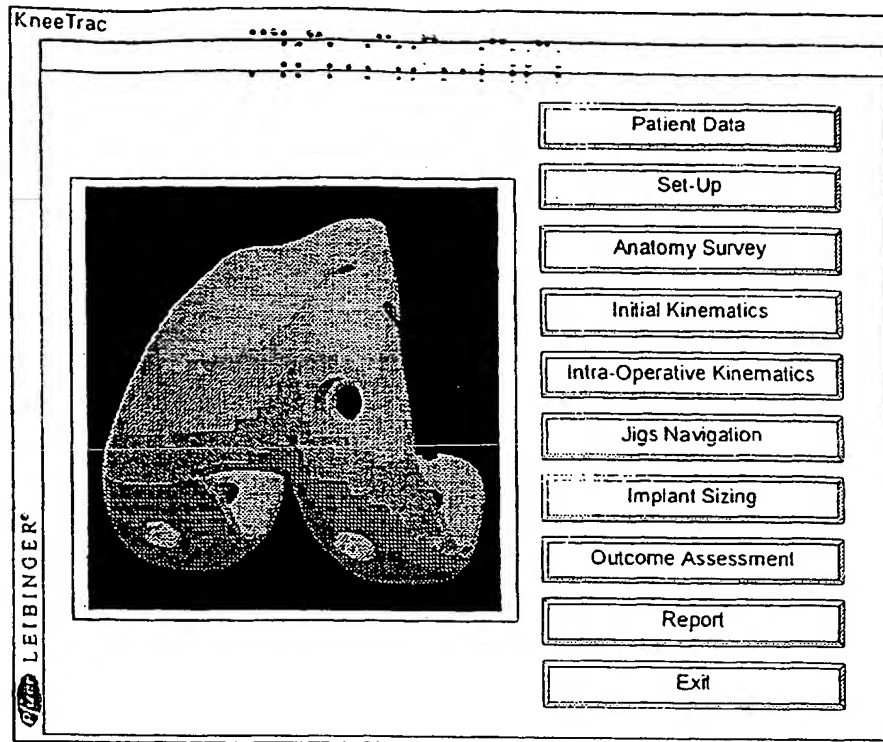 KneeTrac
Patient Data
Set-Up
Anatomy Survey
Initial Kinematics
Intra-Operative Kinematics
Jigs Navigation
Implant Sizing
Outcome Assessment
Report
Exit
Pfizer LEIBINGER®